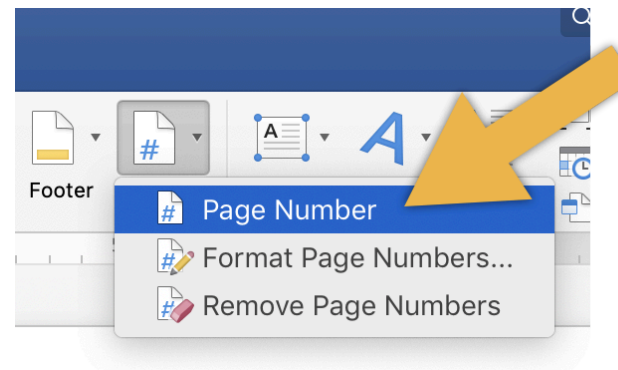 A
A
Footer
Page Number
Format Page Numbers...
Remove Page Numbers